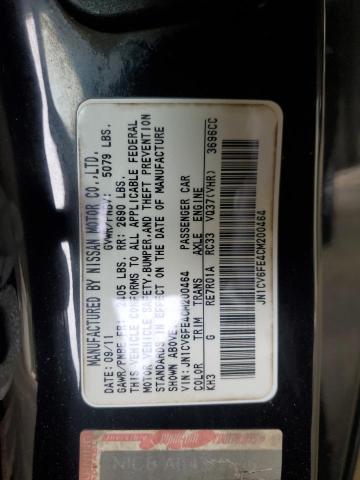 MANUFACTURED BY NISSAN MOTOR CO.,LTD.
DATE: 09/11 GVWR/PNBV: 5079 LBS.
GAWR/PNBE FR: 405 LBS. RR: 2690 LBS.
THIS VEHICLE CONFORMS TO ALL APPLICABLE FEDERAL
MOTOR VEHICLE SAFETY,BUMPER,AND THEFT PREVENTION
STANDARDS IN EFFECT ON THE DATE OF MANUFACTURE
SHOWN ABOVE.
VIN: JN1CV6FE4CM200464 PASSENGER CAR
COLOR TRIM TRANS AXLE ENGINE
KH3 G RE7R01A RC33 VQ37(VHR) 3696CC
JN1CV6FE4CM200464
NICB